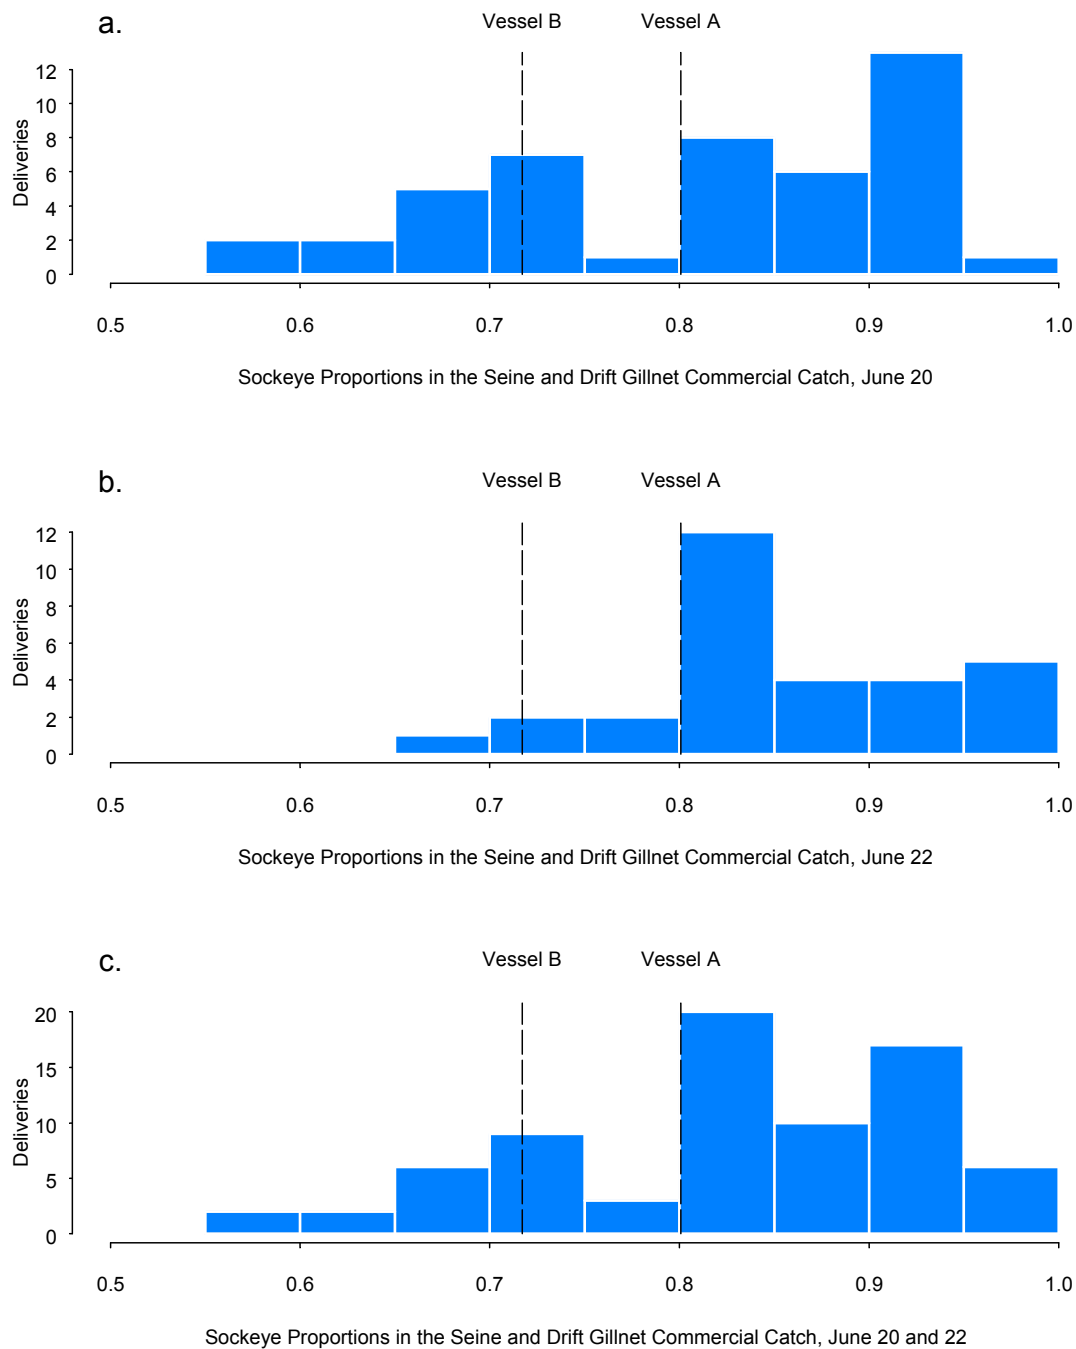 a.
Vessel B Vessel A
Deliveries
12
10
8
6
4
2
0
0.5 0.6 0.7 0.8 0.9 1.0
Sockeye Proportions in the Seine and Drift Gillnet Commercial Catch, June 20
b.
Vessel B Vessel A
Deliveries
12
10
8
6
4
2
0
0.5 0.6 0.7 0.8 0.9 1.0
Sockeye Proportions in the Seine and Drift Gillnet Commercial Catch, June 22
c.
Vessel B Vessel A
Deliveries
20
15
10
5
0
0.5 0.6 0.7 0.8 0.9 1.0
Sockeye Proportions in the Seine and Drift Gillnet Commercial Catch, June 20 and 22